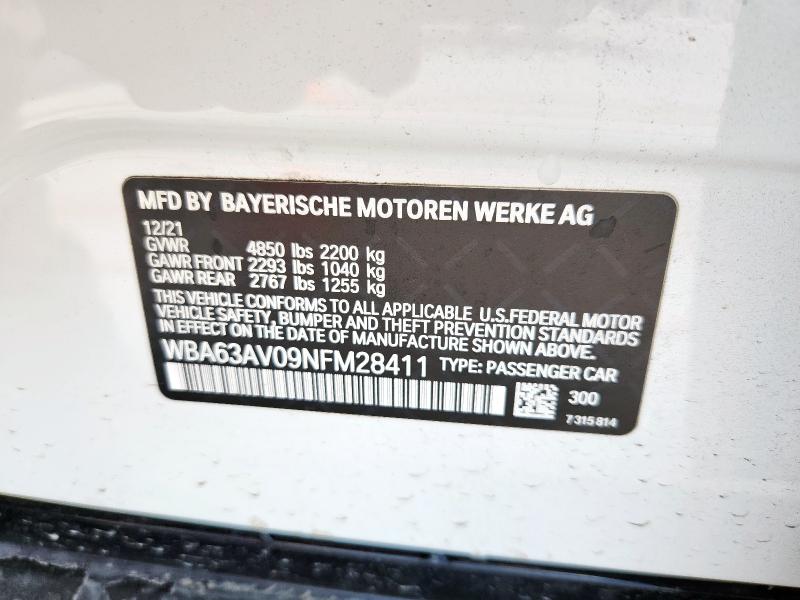 MFD BY BAYERISCHE MOTOREN WERKE AG
12/21
GVWR 4850 lbs 2200 kg
GAWR FRONT 2293 lbs 1040 kg
GAWR REAR 2767 lbs 1255 kg
THIS VEHICLE CONFORMS TO ALL APPLICABLE U.S.FEDERAL MOTOR
VEHICLE SAFETY, BUMPER AND THEFT PREVENTION STANDARDS
IN EFFECT ON THE DATE OF MANUFACTURE SHOWN ABOVE.
WBA63AV09NFM28411 TYPE: PASSENGER CAR
300
7315814